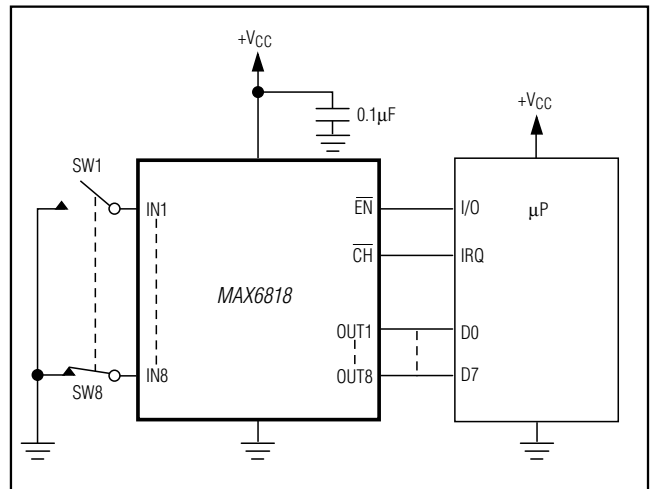 +VCC
0.1μF
+VCC
SW1
IN1
EN
I/O
μP
CH
IRQ
MAX6818
OUT1
D0
IN8
OUT8
D7
SW8